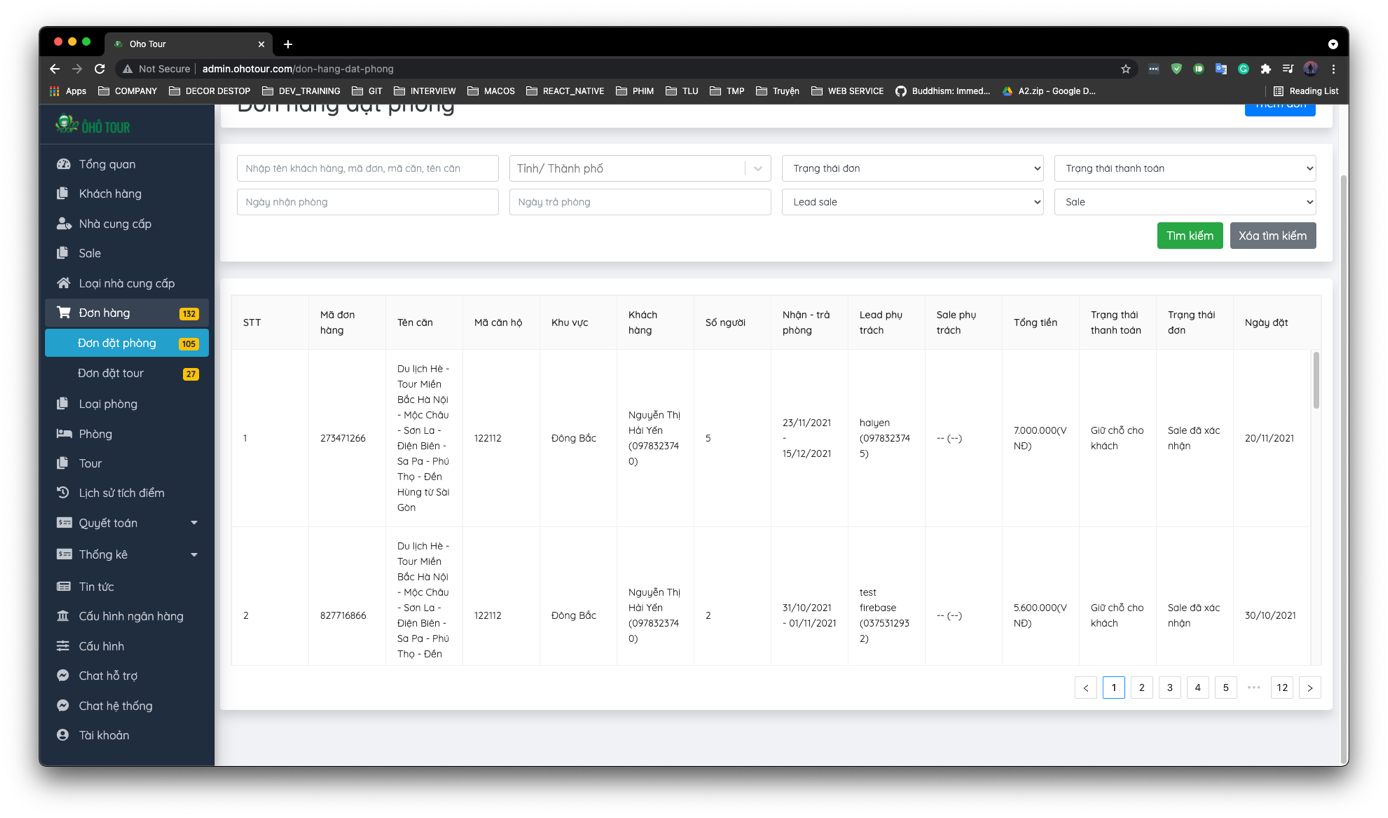 Oho Tour
Not Secure | admin.ohotour.com/don-hang-dat-phong
Apps COMPANY DECOR DESTOP DEV_TRAINING GIT INTERVIEW MACOS REACT_NATIVE PHIM TLU TMP Truyện WEB SERVICE Buddhism: Immed... A2.zip - Google D... Reading List
ÔHÔ TOUR
Tổng quan
Khách hàng
Nhà cung cấp
Sale
Loại nhà cung cấp
Đơn hàng 132
Đơn đặt phòng 105
Đơn đặt tour 27
Loại phòng
Phòng
Tour
Lịch sử tích điểm
Quyết toán
Thống kê
Tin tức
Cấu hình ngân hàng
Cấu hình
Chat hỗ trợ
Chat hệ thống
Tài khoản
Đơn hàng đặt phòng
Thêm đơn
Nhập tên khách hàng, mã đơn, mã căn, tên căn
Tỉnh/ Thành phố
Trạng thái đơn
Trạng thái thanh toán
Ngày nhận phòng
Ngày trả phòng
Lead sale
Sale
Tìm kiếm
Xóa tìm kiếm
STT
Mã đơn
hàng
Tên căn
Mã căn hộ
Khu vực
Khách
hàng
Số người
Nhận - trả
phòng
Lead phụ
trách
Sale phụ
trách
Tổng tiền
Trạng thái
thanh toán
Trạng thái
đơn
Ngày đặt
1
273471266
Du lịch Hè -
Tour Miền
Bắc Hà Nội
- Mộc Châu
- Sơn La -
Điện Biên -
Sa Pa - Phú
Thọ - Đền
Hùng từ Sài
Gòn
122112
Đông Bắc
Nguyễn Thị
Hải Yến
(097832374
0)
5
23/11/2021
-
15/12/2021
haiyen
(097832374
5)
-- (--)
7.000.000(V
NĐ)
Giữ chỗ cho
khách
Sale đã xác
nhận
20/11/2021
2
827716866
Du lịch Hè -
Tour Miền
Bắc Hà Nội
- Mộc Châu
- Sơn La -
Điện Biên -
Sa Pa - Phú
Thọ - Đền
122112
Đông Bắc
Nguyễn Thị
Hải Yến
(097832374
0)
2
31/10/2021
- 01/11/2021
test
firebase
(037531293
2)
-- (--)
5.600.000(V
NĐ)
Giữ chỗ cho
khách
Sale đã xác
nhận
30/10/2021
< 1 2 3 4 5 ••• 12 >